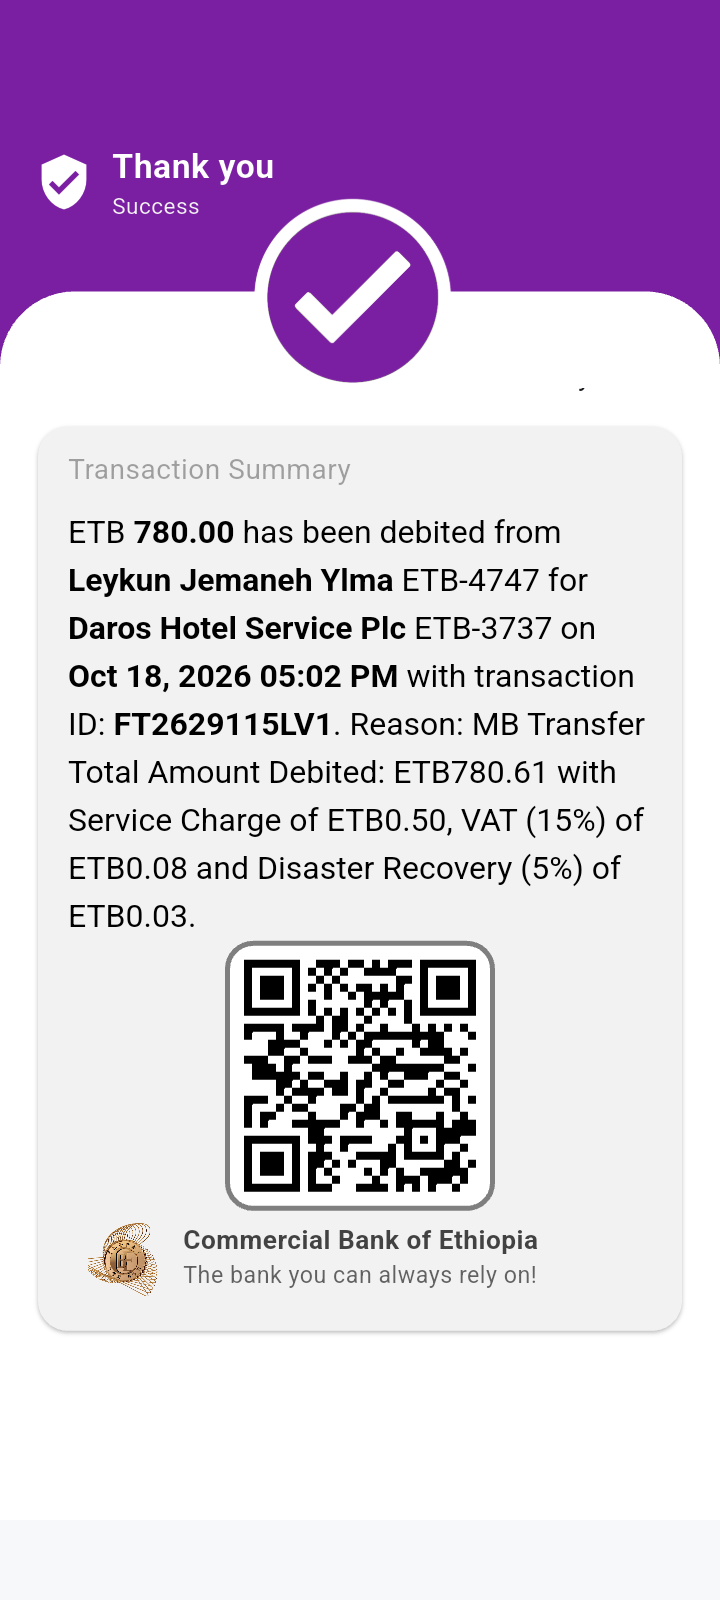 Thank you
Success
Transaction Summary
ETB 780.00 has been debited from
Leykun Jemaneh Ylma ETB-4747 for
Daros Hotel Service Plc ETB-3737 on
Oct 18, 2026 05:02 PM with transaction
ID: FT2629115LV1. Reason: MB Transfer
Total Amount Debited: ETB780.61 with
Service Charge of ETB0.50, VAT (15%) of
ETB0.08 and Disaster Recovery (5%) of
ETB0.03.
Commercial Bank of Ethiopia
The bank you can always rely on!